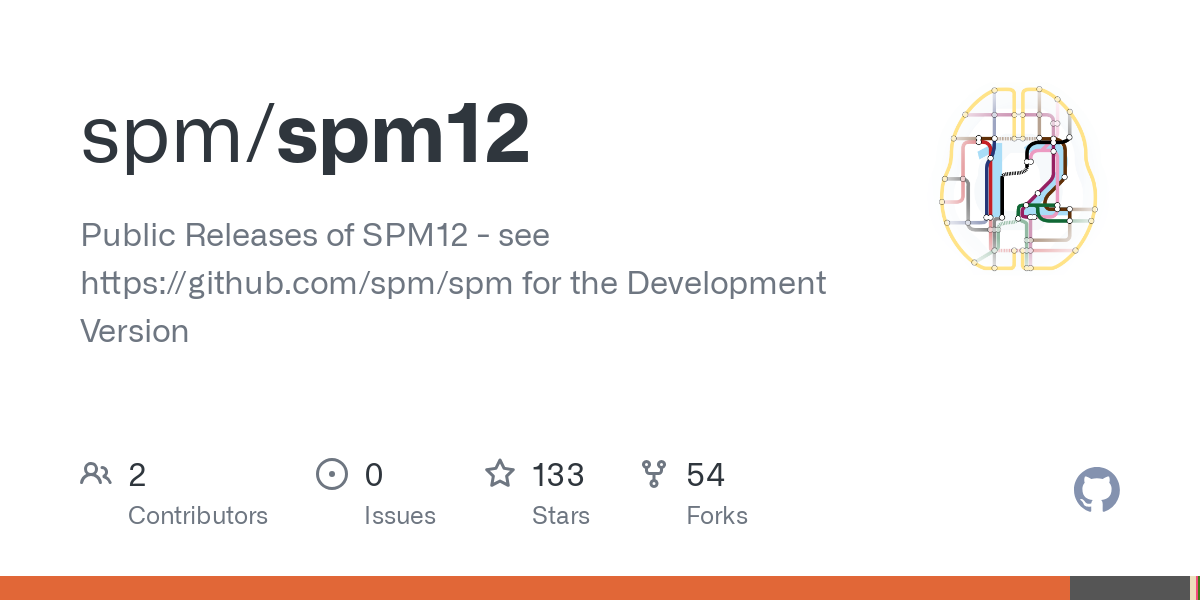 spm/spm12
Public Releases of SPM12 - see
https://github.com/spm/spm for the Development
Version
12
2
Contributors
0
Issues
133
Stars
54
Forks